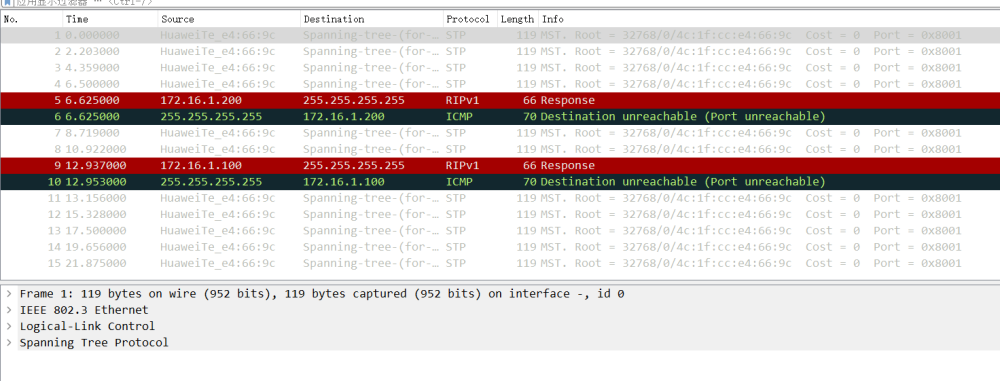 应用显示过滤器 … <Ctrl-/>
No. Time Source Destination Protocol Length Info
1 0.000000 HuaweiTe_e4:66:9c Spanning-tree-(for-… STP 119 MST. Root = 32768/0/4c:1f:cc:e4:66:9c Cost = 0 Port = 0x8001
2 2.203000 HuaweiTe_e4:66:9c Spanning-tree-(for-… STP 119 MST. Root = 32768/0/4c:1f:cc:e4:66:9c Cost = 0 Port = 0x8001
3 4.359000 HuaweiTe_e4:66:9c Spanning-tree-(for-… STP 119 MST. Root = 32768/0/4c:1f:cc:e4:66:9c Cost = 0 Port = 0x8001
4 6.500000 HuaweiTe_e4:66:9c Spanning-tree-(for-… STP 119 MST. Root = 32768/0/4c:1f:cc:e4:66:9c Cost = 0 Port = 0x8001
5 6.625000 172.16.1.200 255.255.255.255 RIPv1 66 Response
6 6.625000 255.255.255.255 172.16.1.200 ICMP 70 Destination unreachable (Port unreachable)
7 8.719000 HuaweiTe_e4:66:9c Spanning-tree-(for-… STP 119 MST. Root = 32768/0/4c:1f:cc:e4:66:9c Cost = 0 Port = 0x8001
8 10.922000 HuaweiTe_e4:66:9c Spanning-tree-(for-… STP 119 MST. Root = 32768/0/4c:1f:cc:e4:66:9c Cost = 0 Port = 0x8001
9 12.937000 172.16.1.100 255.255.255.255 RIPv1 66 Response
10 12.953000 255.255.255.255 172.16.1.100 ICMP 70 Destination unreachable (Port unreachable)
11 13.156000 HuaweiTe_e4:66:9c Spanning-tree-(for-… STP 119 MST. Root = 32768/0/4c:1f:cc:e4:66:9c Cost = 0 Port = 0x8001
12 15.328000 HuaweiTe_e4:66:9c Spanning-tree-(for-… STP 119 MST. Root = 32768/0/4c:1f:cc:e4:66:9c Cost = 0 Port = 0x8001
13 17.500000 HuaweiTe_e4:66:9c Spanning-tree-(for-… STP 119 MST. Root = 32768/0/4c:1f:cc:e4:66:9c Cost = 0 Port = 0x8001
14 19.656000 HuaweiTe_e4:66:9c Spanning-tree-(for-… STP 119 MST. Root = 32768/0/4c:1f:cc:e4:66:9c Cost = 0 Port = 0x8001
15 21.875000 HuaweiTe_e4:66:9c Spanning-tree-(for-… STP 119 MST. Root = 32768/0/4c:1f:cc:e4:66:9c Cost = 0 Port = 0x8001
Frame 1: 119 bytes on wire (952 bits), 119 bytes captured (952 bits) on interface -, id 0
IEEE 802.3 Ethernet
Logical-Link Control
Spanning Tree Protocol